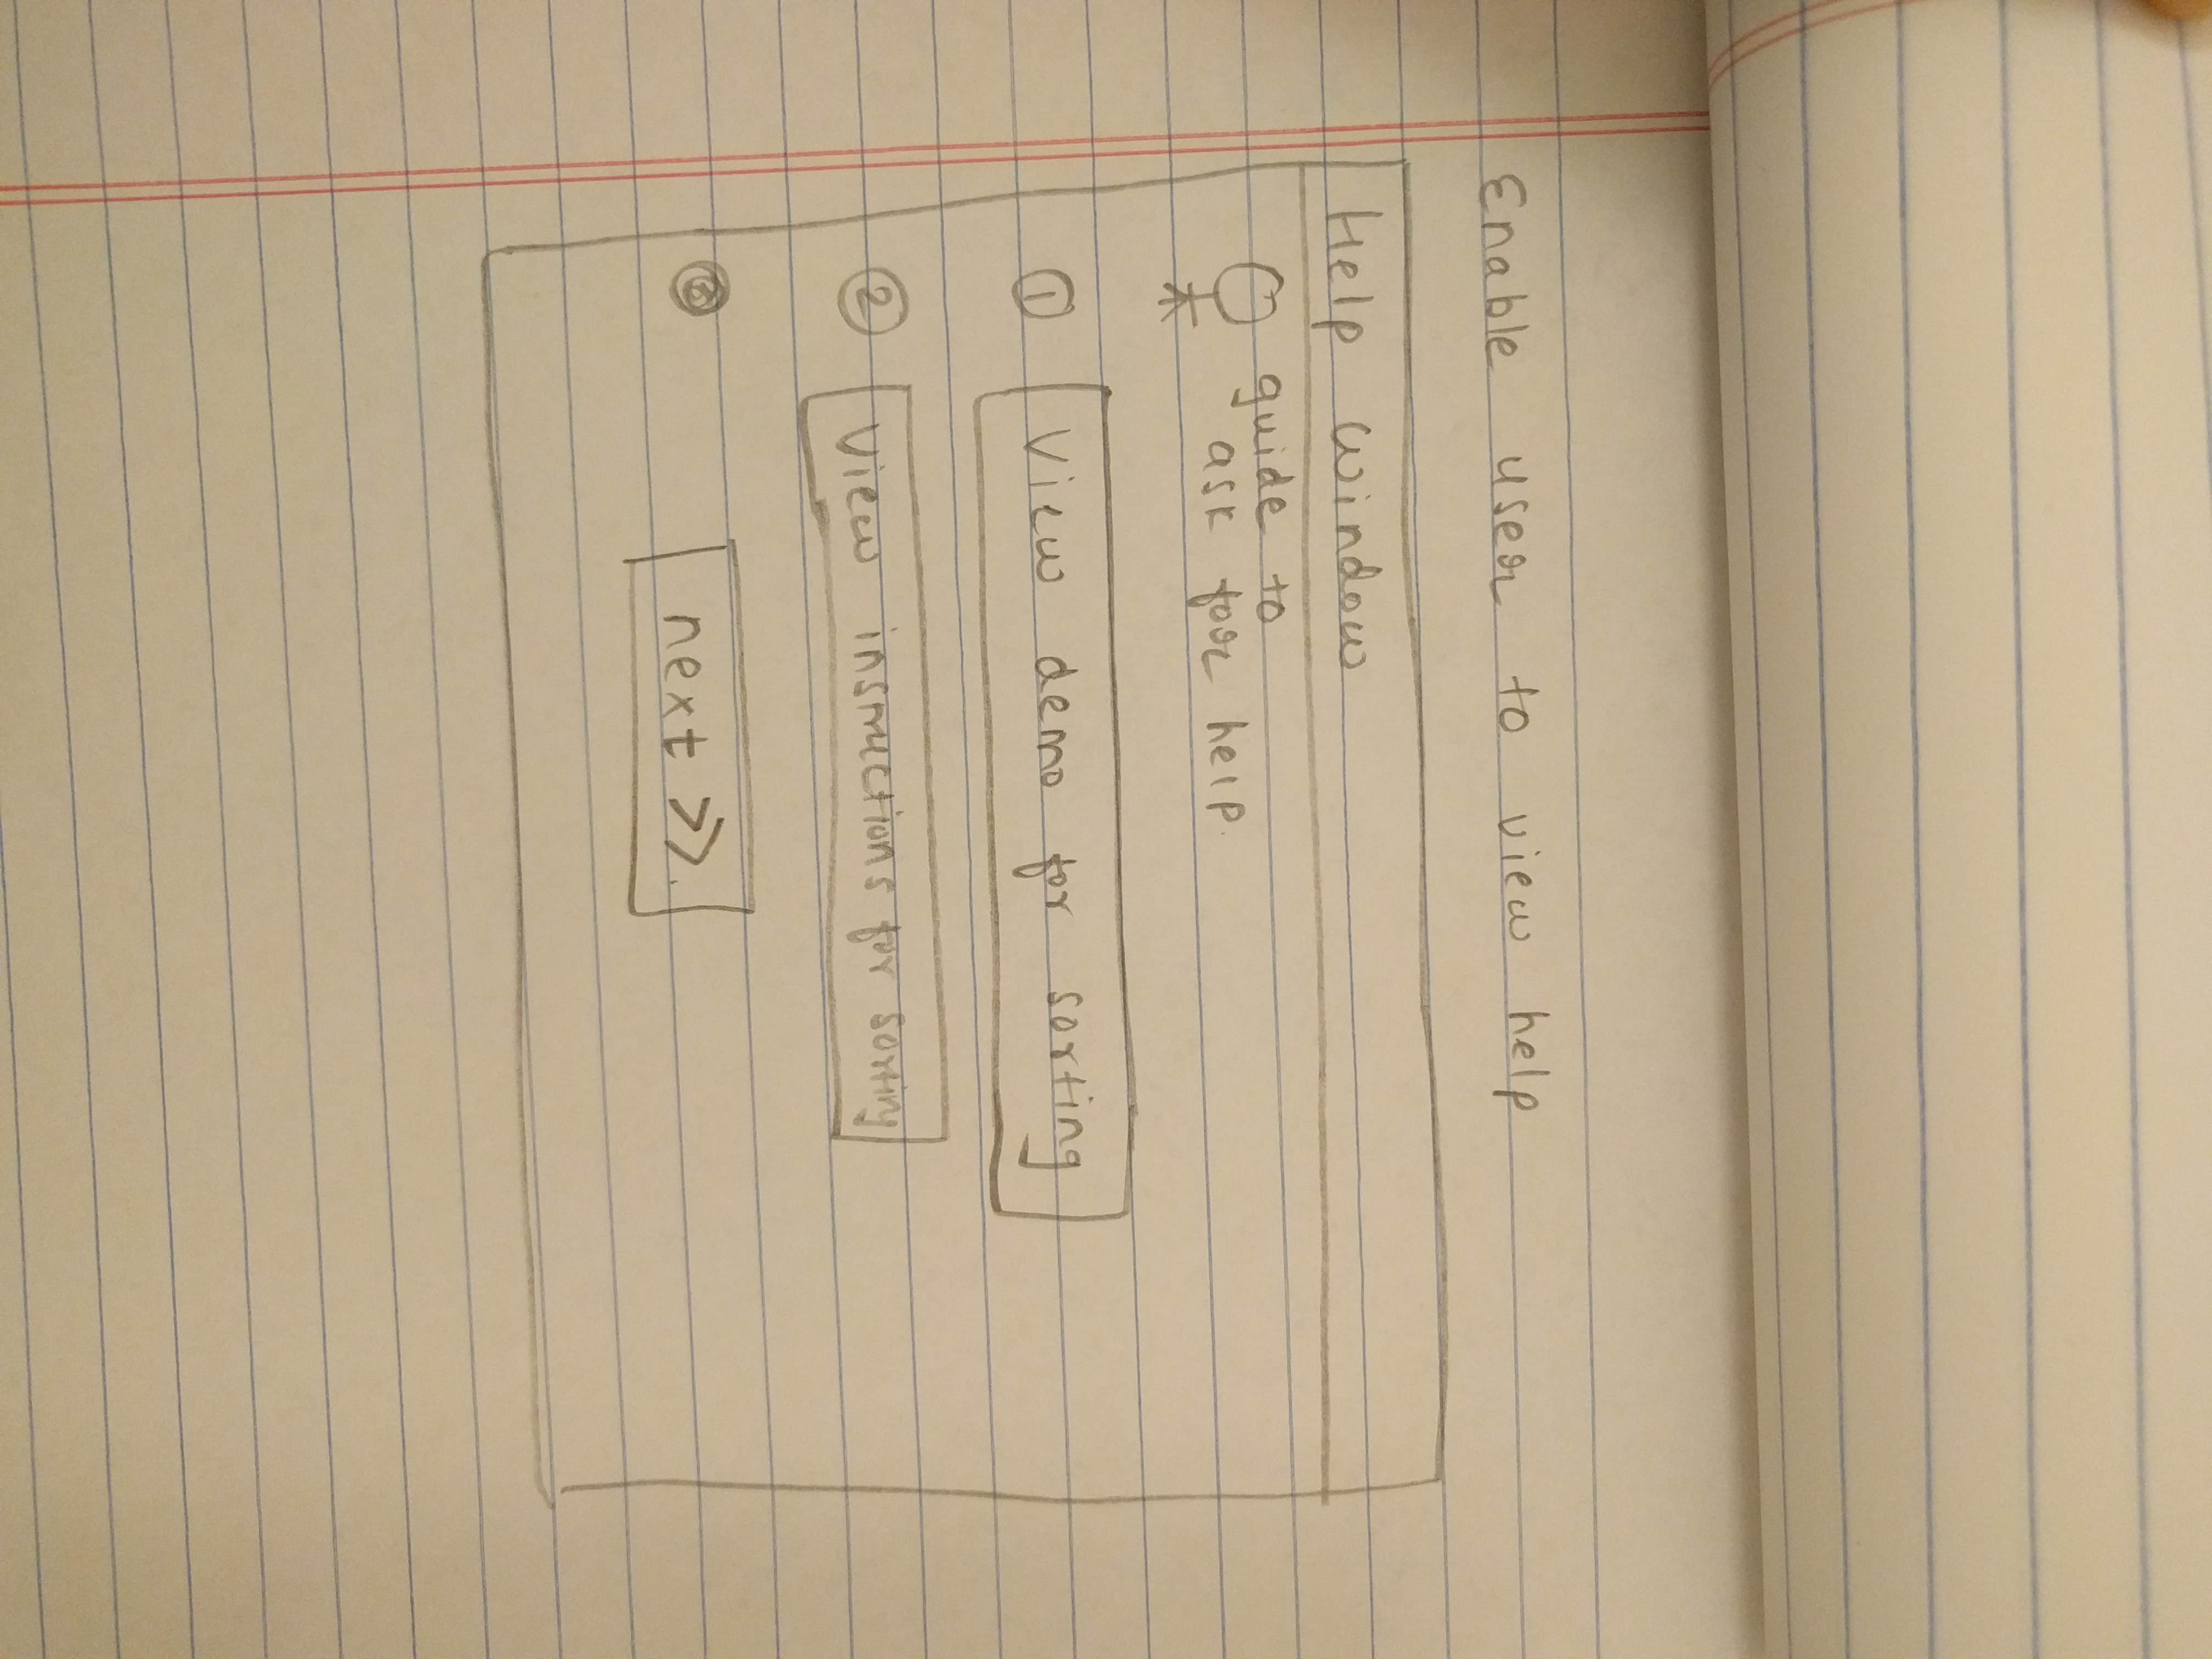 Enable user to view help
Help window
guide to
ask for help.
① View demo for sorting
② View instructions for sorting
next >>.